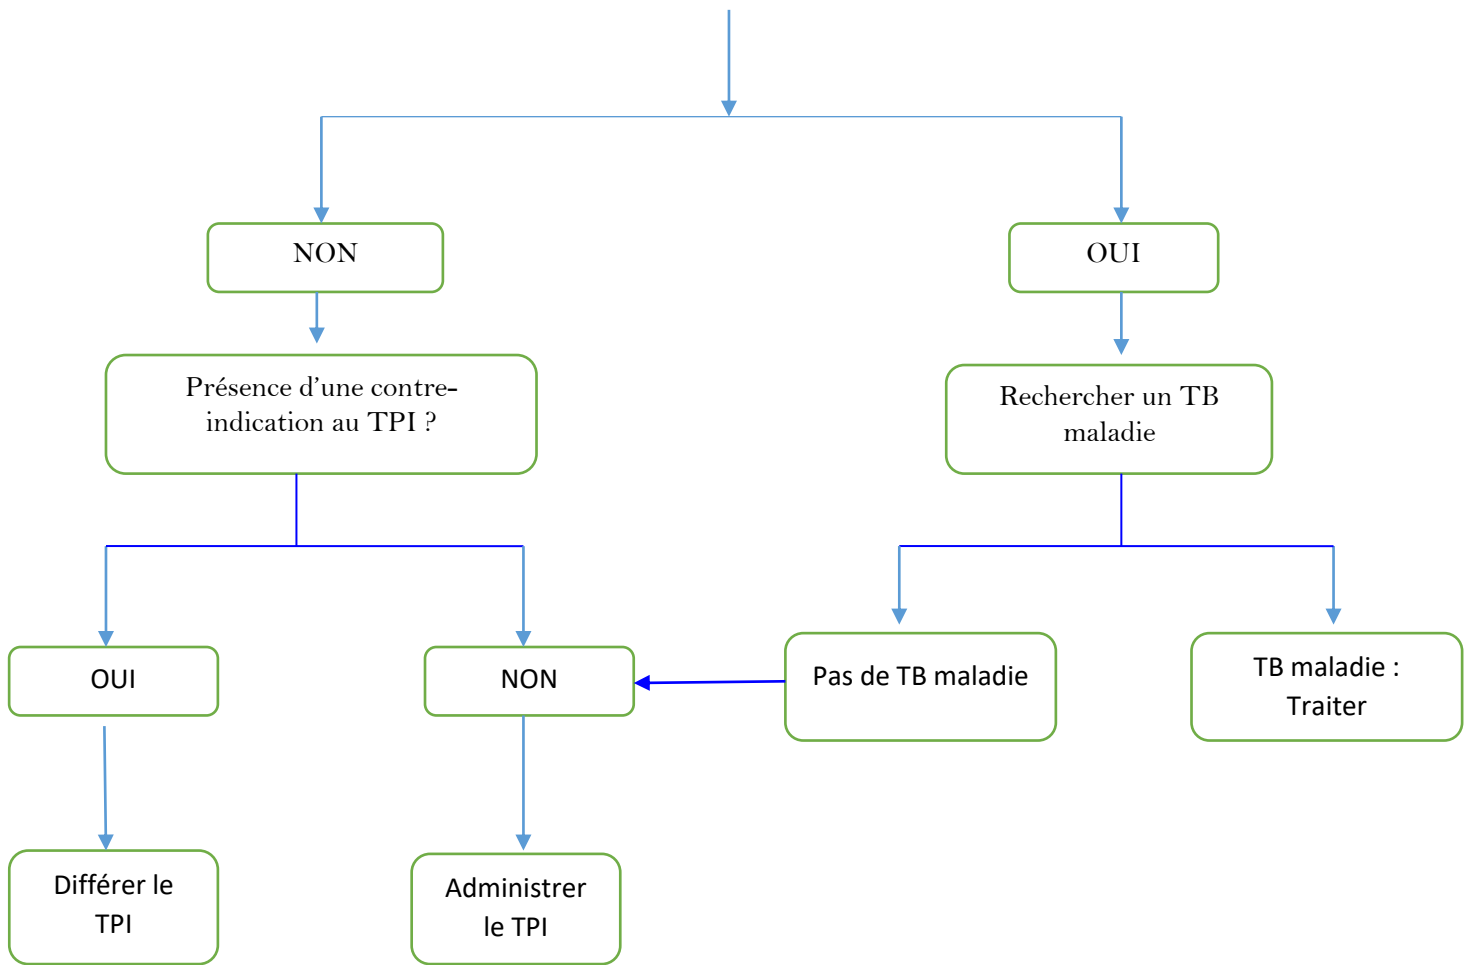 NON
OUI
Présence d’une contre-
indication au TPI ?
Rechercher un TB
maladie
OUI
NON
Pas de TB maladie
TB maladie :
Traiter
Différer le
TPI
Administrer
le TPI